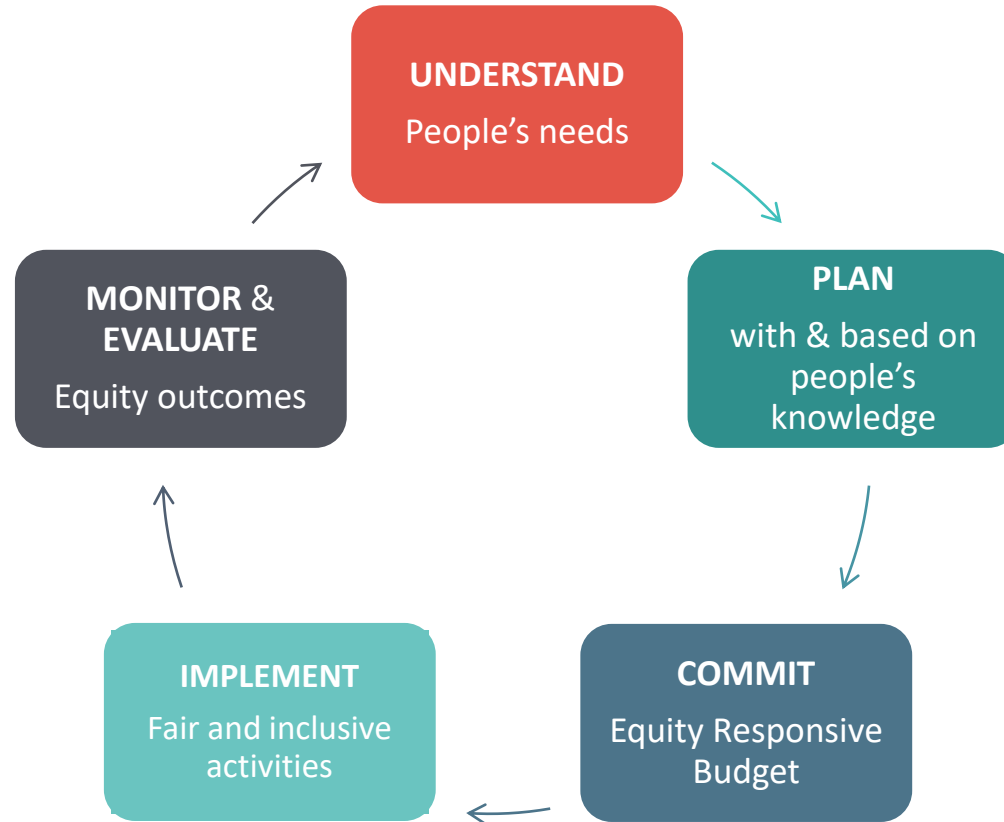 UNDERSTAND
People’s needs
PLAN
with & based on
people’s
knowledge
COMMIT
Equity Responsive
Budget
IMPLEMENT
Fair and inclusive
activities
MONITOR &
EVALUATE
Equity outcomes